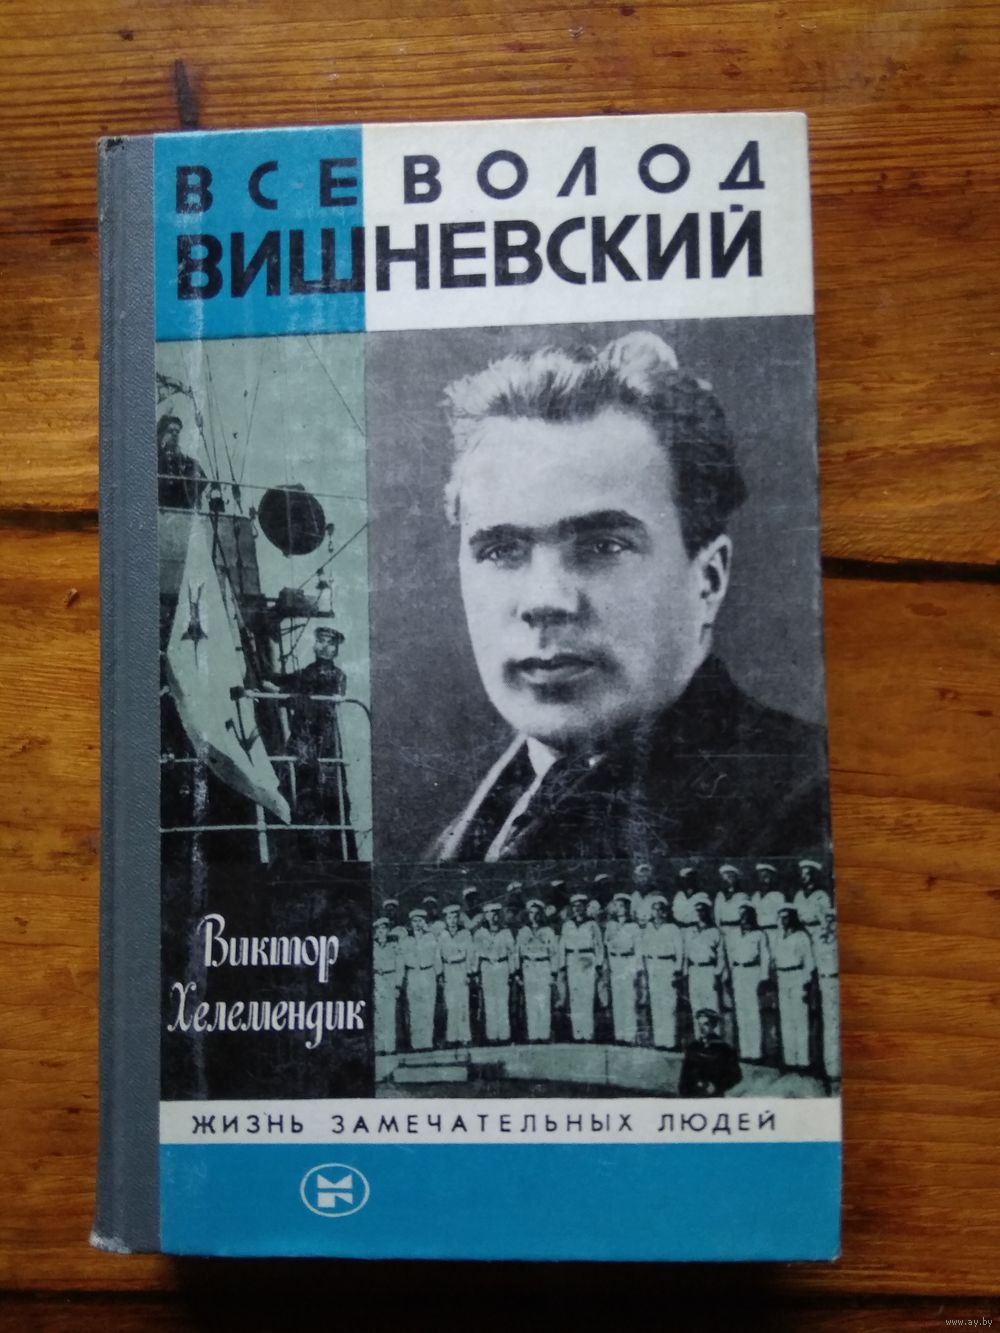 ВСЕВОЛОД
ВИШНЕВСКИЙ
Виктор
Хелемендик
ЖИЗНЬ ЗАМЕЧАТЕЛЬНЫХ ЛЮДЕЙ
www.ay.by